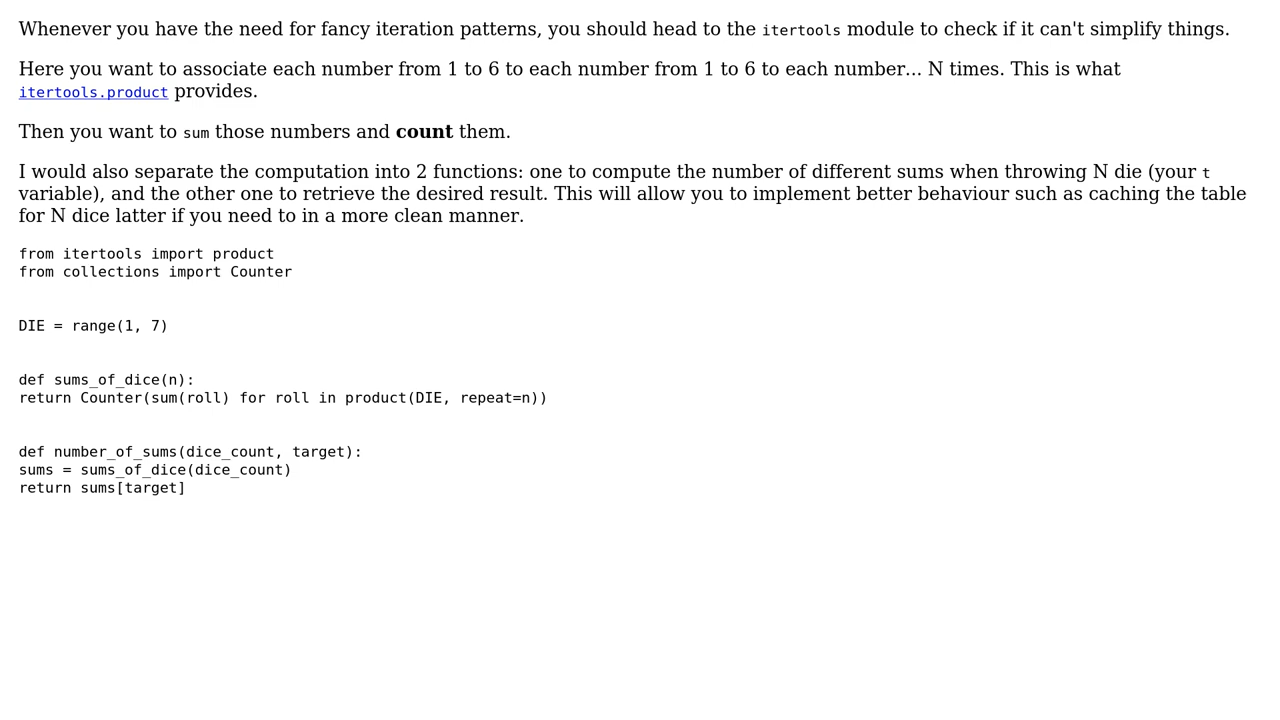 Whenever you have the need for fancy iteration patterns, you should head to the itertools module to check if it can't simplify things.
Here you want to associate each number from 1 to 6 to each number from 1 to 6 to each number... N times. This is what
itertools.product provides.
Then you want to sum those numbers and count them.
I would also separate the computation into 2 functions: one to compute the number of different sums when throwing N die (your t
variable), and the other one to retrieve the desired result. This will allow you to implement better behaviour such as caching the table
for N dice latter if you need to in a more clean manner.
from itertools import product
from collections import Counter
DIE = range(1, 7)
def sums_of_dice(n):
return Counter(sum(roll) for roll in product(DIE, repeat=n))
def number_of_sums(dice_count, target):
sums = sums_of_dice(dice_count)
return sums[target]